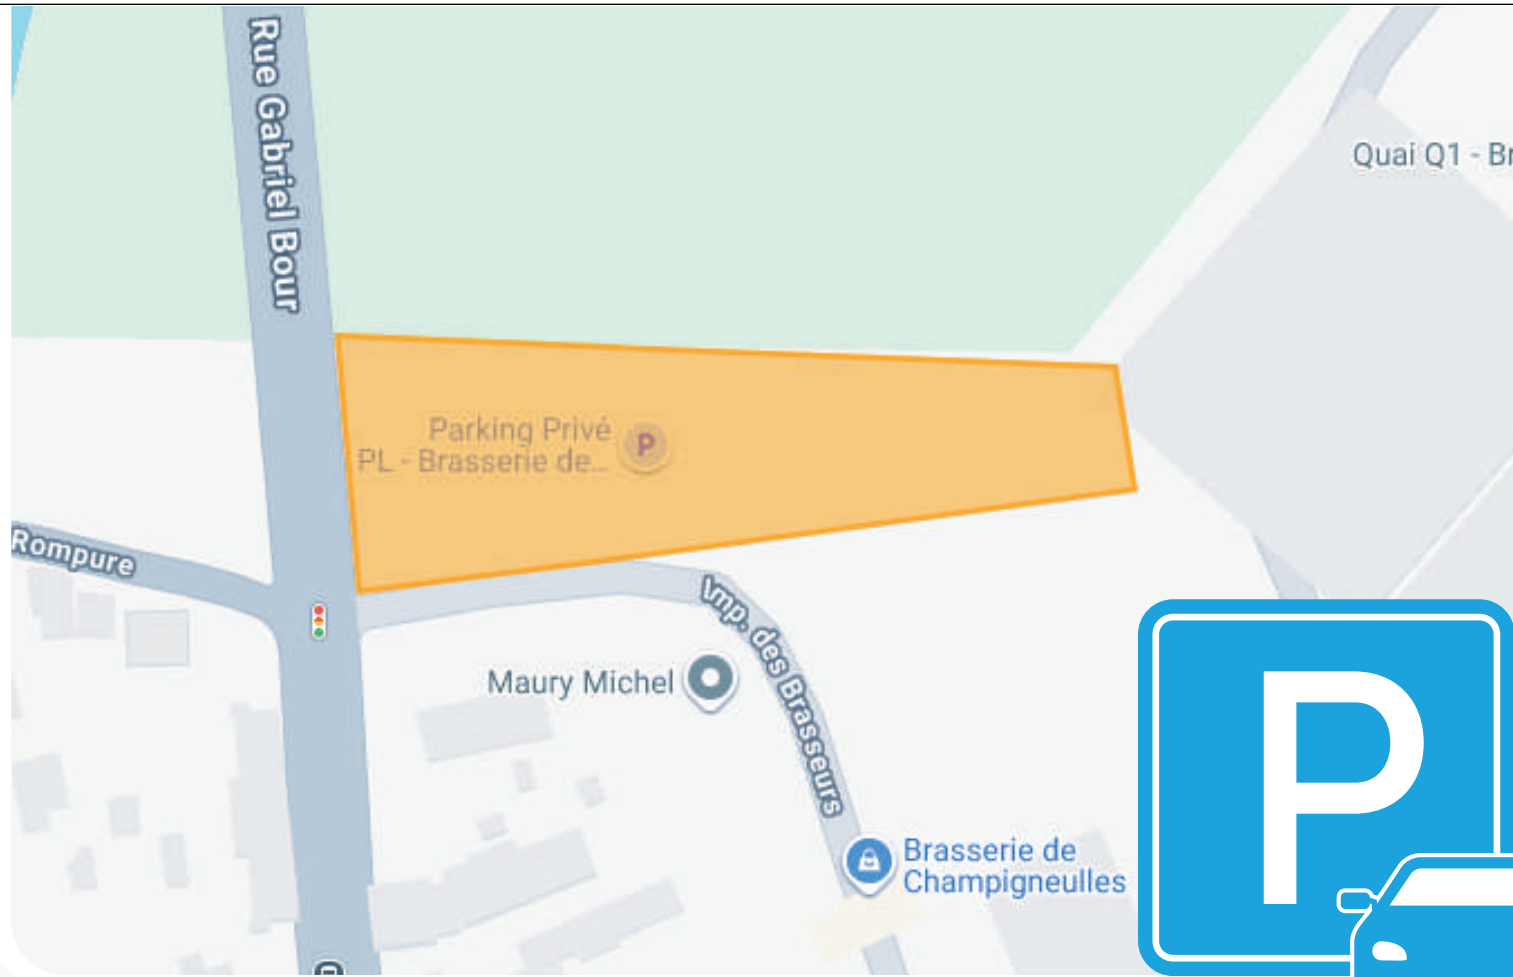 Rue Gabriel Bour
Quai Q1 - Br
Parking Privé
PL - Brasserie de...
P
Rompure
Imp. des Brasseurs
Maury Michel
Brasserie de
Champigneulles
P